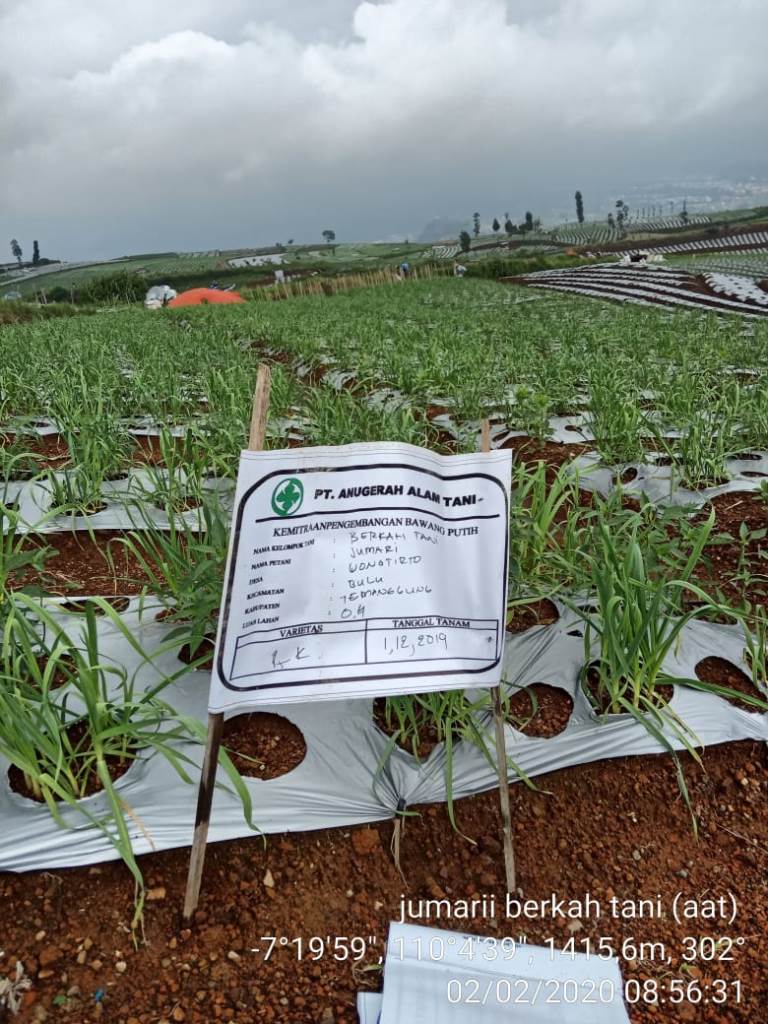 PT. ANUGERAH ALAM TANI-
KEMITRAANPENGEMBANGAN BAWANG PUTIH
NAMA KELOMPOK TANI : BERKAH TANI
NAMA PETANI : JUMARI
DESA : WONOTIRTO
KECAMATAN : BULU
KABUPATEN : TEMANGGUNG
LUAS LAHAN : 0,4
VARIETAS TANGGAL TANAM
1,12,2019
jumarii berkah tani (aat)
-7°19'59", 110°4'39", 1415.6m, 302°
02/02/2020 08:56:31